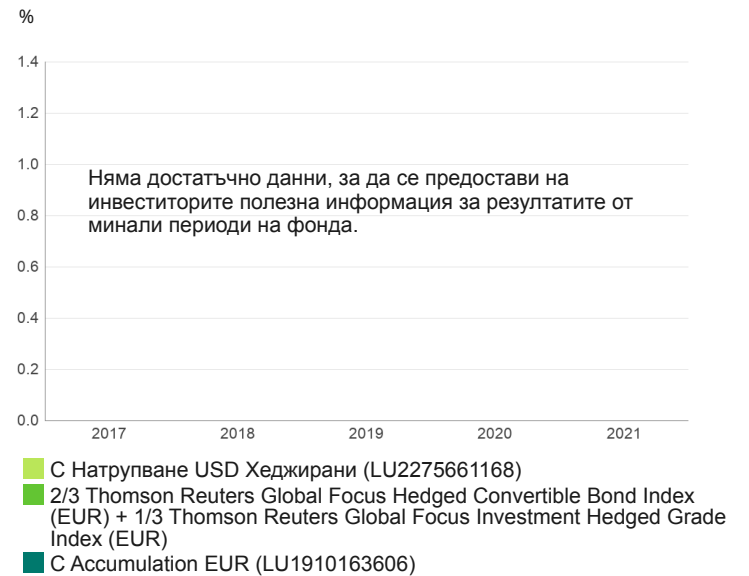 %
1.4
1.2
1.0
0.8
0.6
0.4
0.2
0.0
Няма достатъчно данни, за да се предостави на
инвеститорите полезна информация за резултатите от
минали периоди на фонда.
2017 2018 2019 2020 2021
C Натрупване USD Хеджирани (LU2275661168)
2/3 Thomson Reuters Global Focus Hedged Convertible Bond Index
(EUR) + 1/3 Thomson Reuters Global Focus Investment Hedged Grade
Index (EUR)
C Accumulation EUR (LU1910163606)